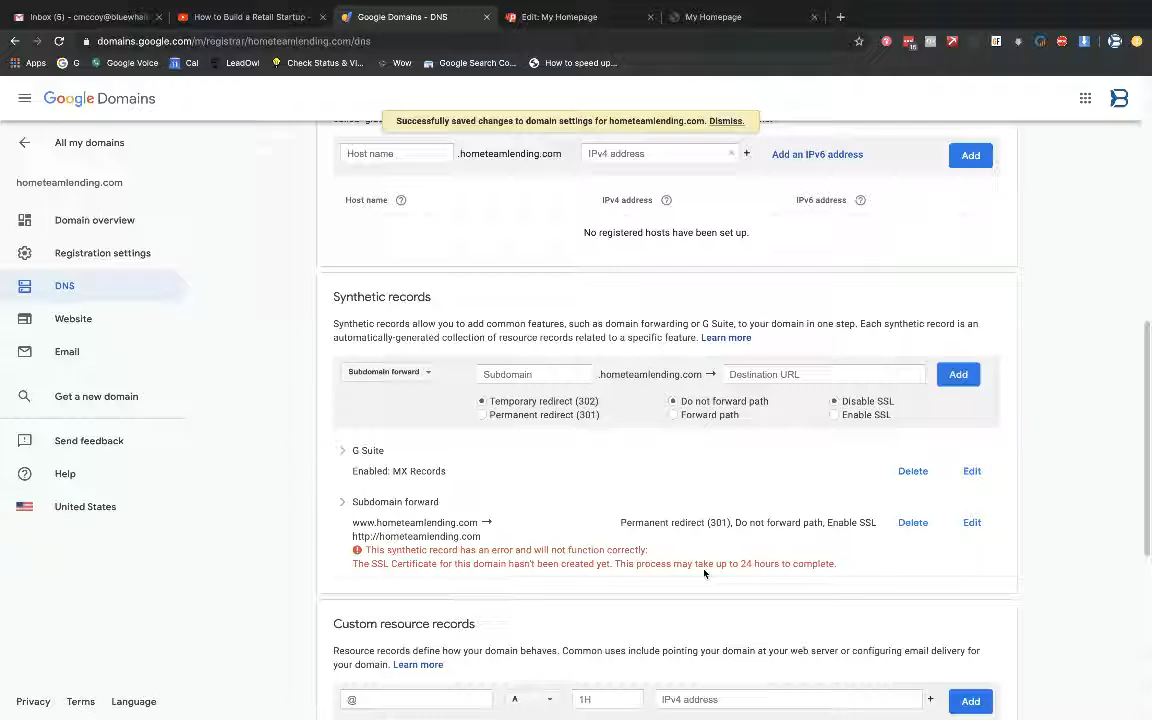 Inbox (5) - cmccoy@bluewhal
How to Build a Retail Startup -
Google Domains - DNS
Edit: My Homepage
My Homepage
domains.google.com/m/registrar/hometeamlending.com/dns
16
Apps
G
Google Voice
Cal
LeadOwl
Check Status & Vi...
Wow
Google Search Co...
How to speed up...
Google Domains
Successfully saved changes to domain settings for hometeamlending.com. Dismiss.
All my domains
hometeamlending.com
Domain overview
Registration settings
DNS
Website
Email
Get a new domain
Send feedback
Help
United States
Privacy Terms Language
Host name .hometeamlending.com IPv4 address + Add an IPv6 address Add
Host name IPv4 address IPv6 address
No registered hosts have been set up.
Synthetic records
Synthetic records allow you to add common features, such as domain forwarding or G Suite, to your domain in one step. Each synthetic record is an
automatically-generated collection of resource records related to a specific feature. Learn more
Subdomain forward Subdomain .hometeamlending.com → Destination URL Add
Temporary redirect (302) Do not forward path Disable SSL
Permanent redirect (301) Forward path Enable SSL
G Suite
Enabled: MX Records Delete Edit
Subdomain forward
www.hometeamlending.com → Permanent redirect (301), Do not forward path, Enable SSL Delete Edit
http://hometeamlending.com
This synthetic record has an error and will not function correctly:
The SSL Certificate for this domain hasn't been created yet. This process may take up to 24 hours to complete.
Custom resource records
Resource records define how your domain behaves. Common uses include pointing your domain at your web server or configuring email delivery for
your domain. Learn more
@ A 1H IPv4 address + Add